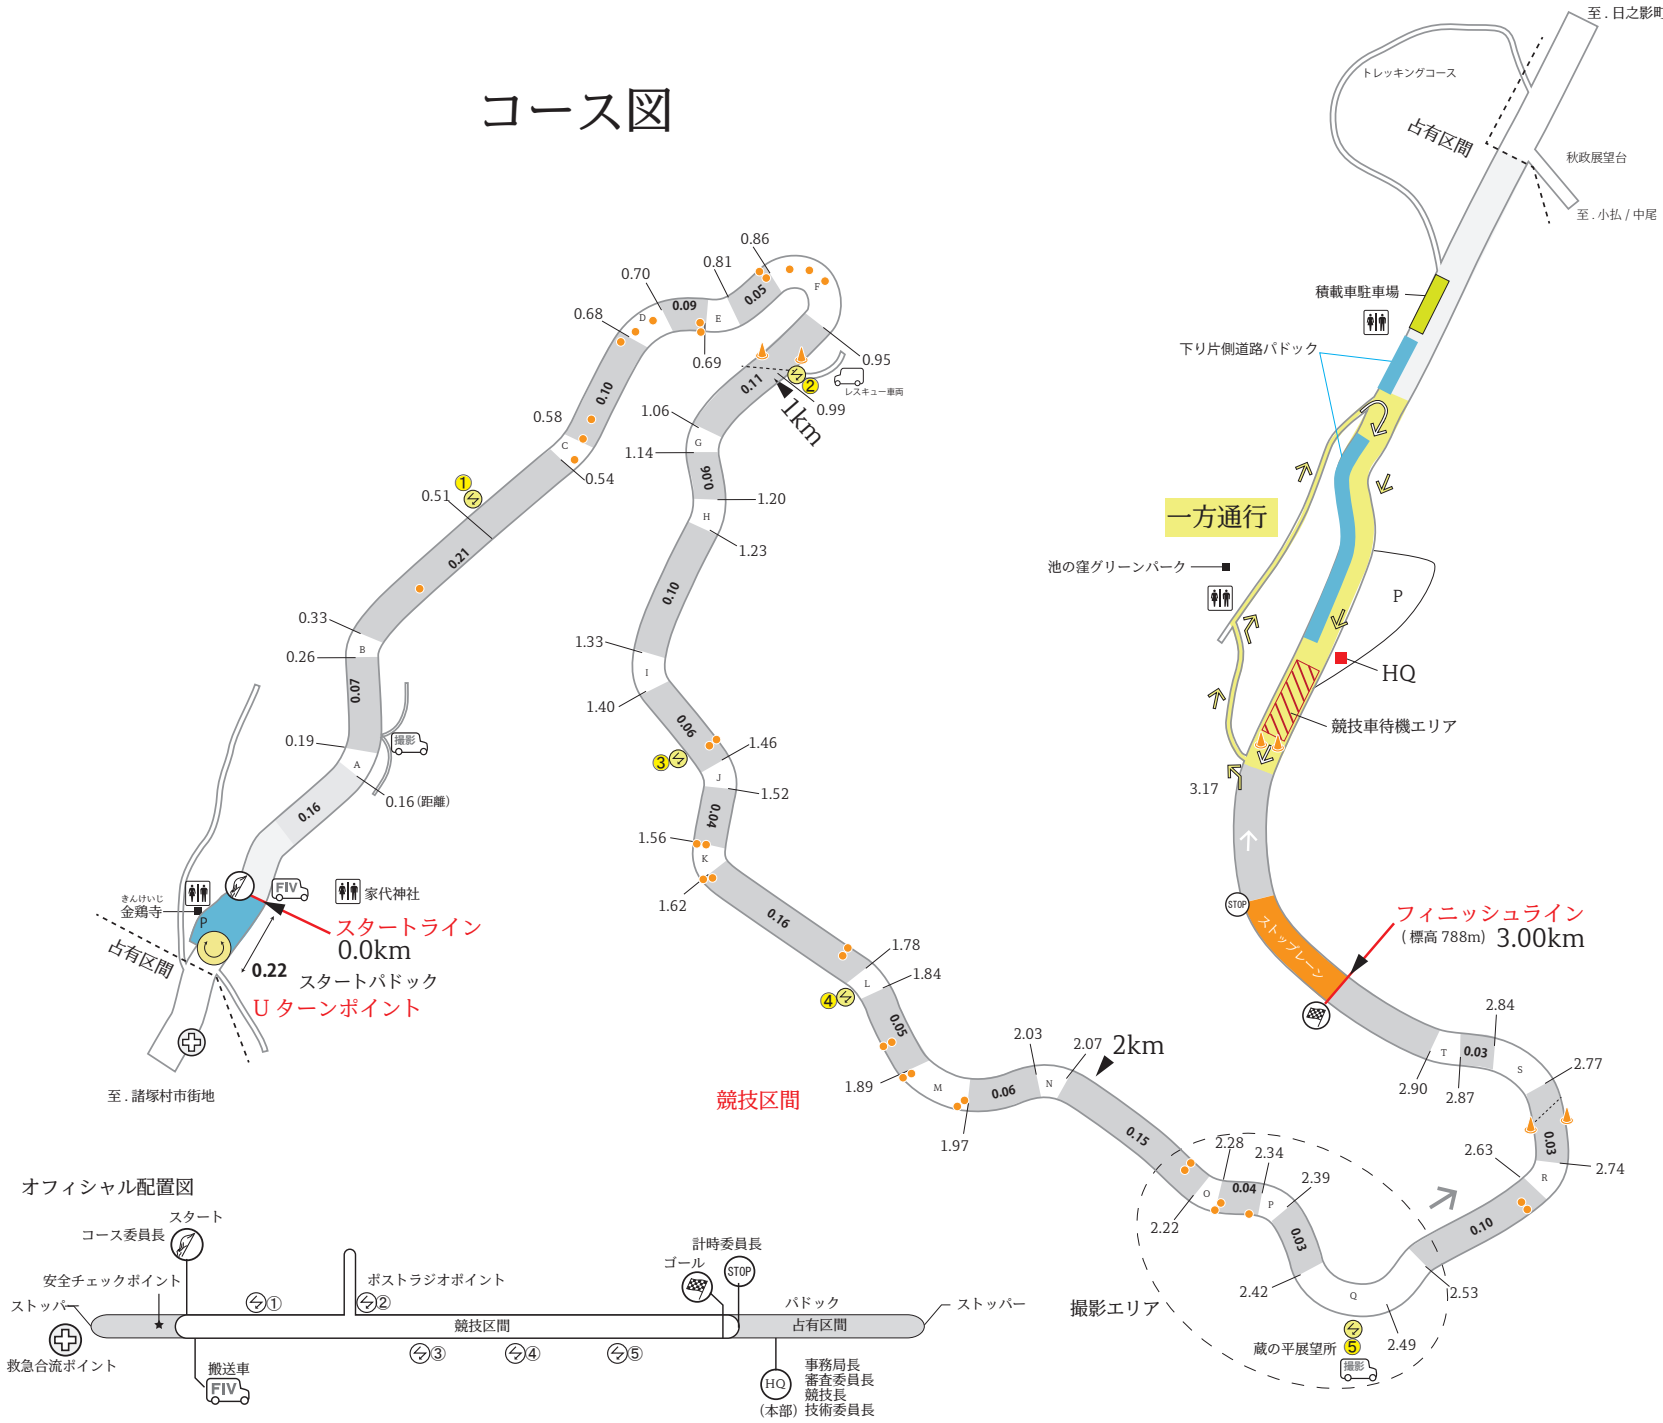 コース図
至 . 日之影町
トレッキングコース
占有区間
秋政展望台
至 . 小払 / 中尾
積載車駐車場
下り片側道路パドック
一方通行
池の窪グリーンパーク
P
HQ
競技車待機エリア
3.17
STOP
ストップレーン
フィニッシュライン
( 標高 788m) 3.00km
0.86
0.81
0.70
0.68
D
0.09
E
0.05
F
0.69
0.95
レスキュー車両
0.10
0.11
②
0.99
1km
0.58
C
0.54
①
0.51
0.21
1.06
G
1.14
0.06
1.20
H
1.23
0.33
B
0.26
0.07
0.10
1.33
I
1.40
0.06
0.19
撮影
A
0.16 (距離)
0.16
③
1.46
J
1.52
0.04
1.56
K
1.62
0.16
FIV
家代神社
きんけいじ
金鶏寺
P
スタートライン
0.0km
占有区間
0.22
スタートパドック
U ターンポイント
至 . 諸塚村市街地
1.78
L
1.84
④
0.05
1.89
M
1.97
0.06
2.03
N
2.07
2km
競技区間
0.15
2.22
O
2.28
0.04
2.34
P
2.39
0.03
2.42
Q
2.49
2.53
0.10
2.63
R
2.74
0.03
2.77
S
2.84
0.03
2.87
2.90
T
撮影エリア
蔵の平展望所
⑤
撮影
オフィシャル配置図
スタート
コース委員長
安全チェックポイント
ストッパー
救急合流ポイント
搬送車
FIV
①
ポストラジオポイント
②
競技区間
③
④
⑤
ゴール
計時委員長
STOP
パドック
占有区間
ストッパー
HQ
(本部)
事務局長
審査委員長
競技長
技術委員長